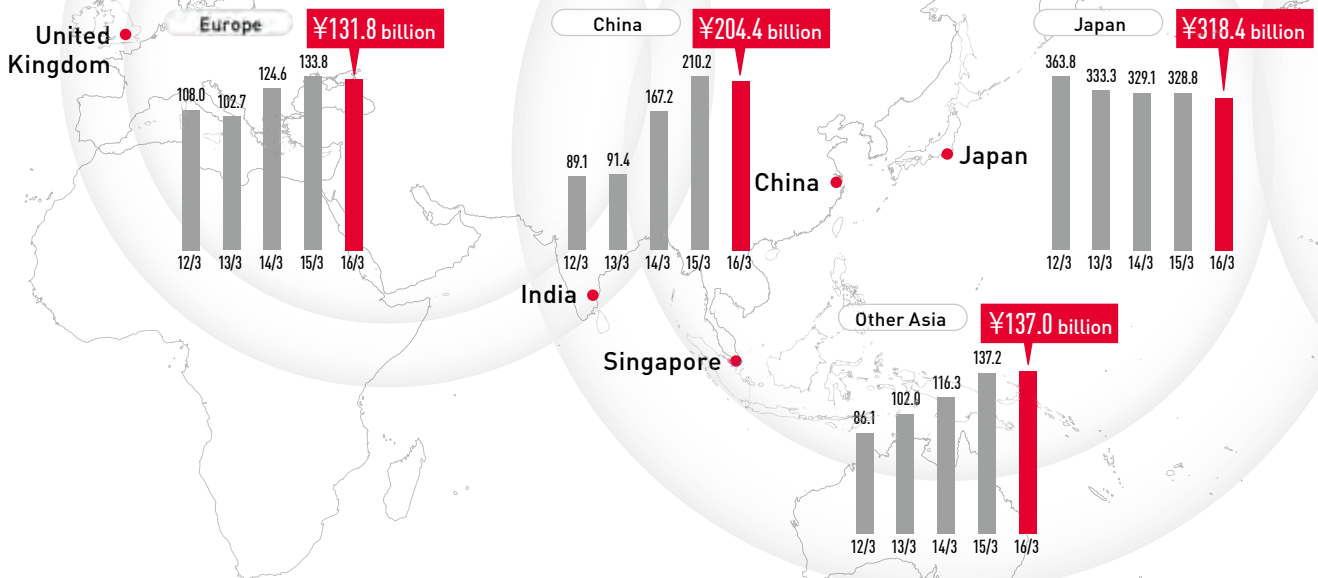 United
Kingdom
Europe
¥131.8 billion
108.0
102.7
124.6
133.8
12/3
13/3
14/3
15/3
16/3
China
¥204.4 billion
89.1
91.4
167.2
210.2
12/3
13/3
14/3
15/3
16/3
Japan
¥318.4 billion
363.8
333.3
329.1
328.8
12/3
13/3
14/3
15/3
16/3
Japan
China
India
Singapore
Other Asia
¥137.0 billion
86.1
102.0
116.3
137.2
12/3
13/3
14/3
15/3
16/3